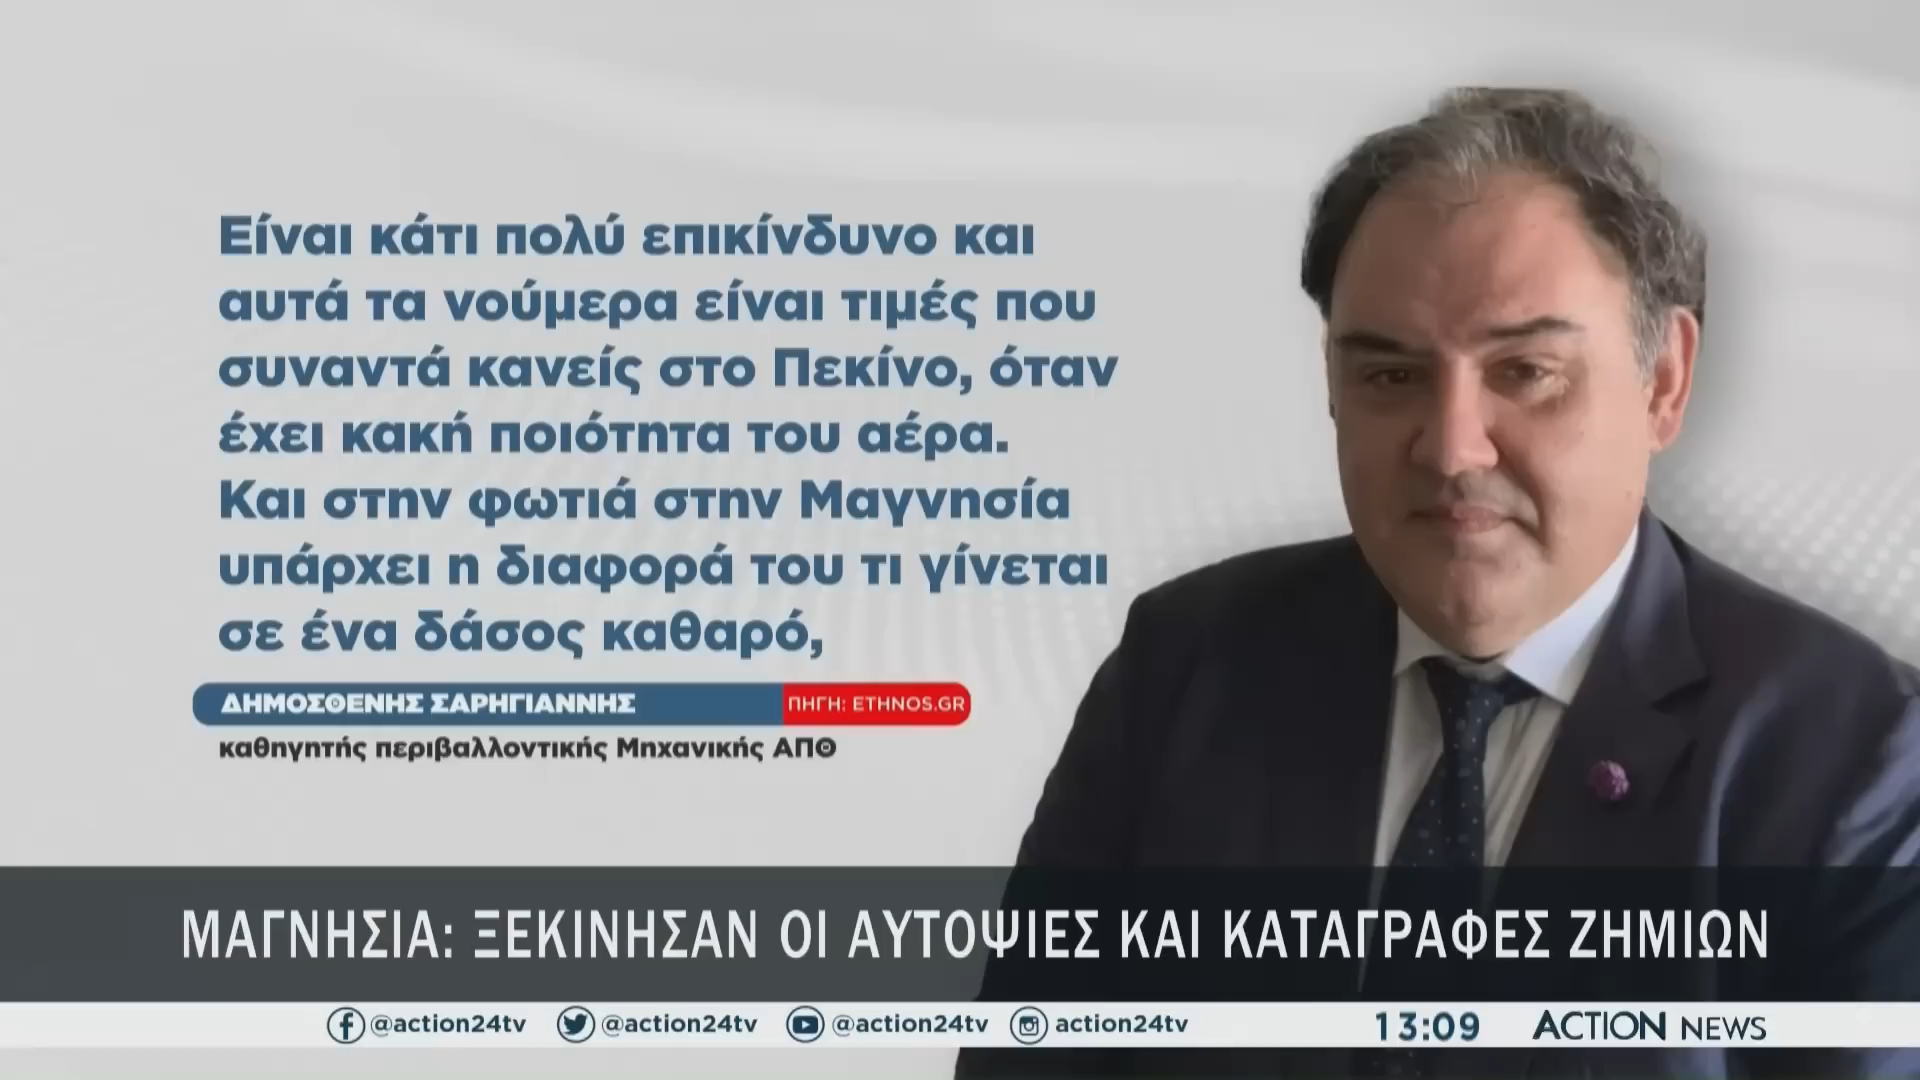 Είναι κάτι πολύ επικίνδυνο και
αυτά τα νούμερα είναι τιμές που
συναντά κανείς στο Πεκίνο, όταν
έχει κακή ποιότητα του αέρα.
Και στην φωτιά στην Μαγνησία
υπάρχει η διαφορά του τι γίνεται
σε ένα δάσος καθαρό,
ΔΗΜΟΣΘΕΝΗΣ ΣΑΡΗΓΙΑΝΝΗΣ ΠΗΓΗ: ETHNOS.GR
καθηγητής περιβαλλοντικής Μηχανικής ΑΠΘ
ΜΑΓΝΗΣΙΑ: ΞΕΚΙΝΗΣΑΝ ΟΙ ΑΥΤΟΨΙΕΣ ΚΑΙ ΚΑΤΑΓΡΑΦΕΣ ΖΗΜΙΩΝ
@action24tv @action24tv @action24tv action24tv 13:09 ACTION NEWS